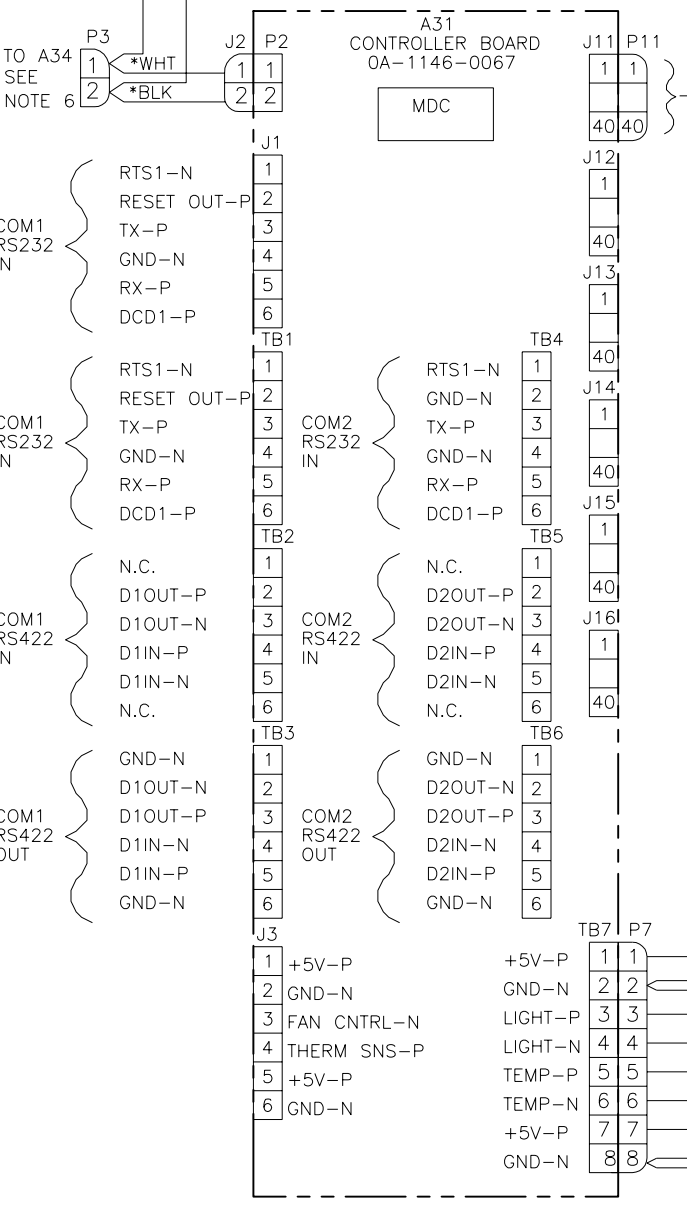 A31
CONTROLLER BOARD
0A-1146-0067
MDC
P3
TO A34
SEE
NOTE 6
1 *WHT
2 *BLK
J2 P2
1 1
2 2
J11 P11
1 1
40 40
J12
1
40
J13
1
40
J14
1
40
J15
1
40
J16
1
40
J1
COM1
RS232
IN
RTS1-N 1
RESET OUT-P 2
TX-P 3
GND-N 4
RX-P 5
DCD1-P 6
TB1
COM1
RS232
IN
RTS1-N 1
RESET OUT-P 2
TX-P 3
GND-N 4
RX-P 5
DCD1-P 6
TB4
COM2
RS232
IN
RTS1-N 1
GND-N 2
TX-P 3
GND-N 4
RX-P 5
DCD1-P 6
TB2
COM1
RS422
IN
N.C. 1
D1OUT-P 2
D1OUT-N 3
D1IN-P 4
D1IN-N 5
N.C. 6
TB5
COM2
RS422
IN
N.C. 1
D2OUT-P 2
D2OUT-N 3
D2IN-P 4
D2IN-N 5
N.C. 6
TB3
COM1
RS422
OUT
GND-N 1
D1OUT-N 2
D1OUT-P 3
D1IN-N 4
D1IN-P 5
GND-N 6
TB6
COM2
RS422
OUT
GND-N 1
D2OUT-N 2
D2OUT-P 3
D2IN-N 4
D2IN-P 5
GND-N 6
J3
1 +5V-P
2 GND-N
3 FAN CNTRL-N
4 THERM SNS-P
5 +5V-P
6 GND-N
TB7 P7
+5V-P 1 1
GND-N 2 2
LIGHT-P 3 3
LIGHT-N 4 4
TEMP-P 5 5
TEMP-N 6 6
+5V-P 7 7
GND-N 8 8